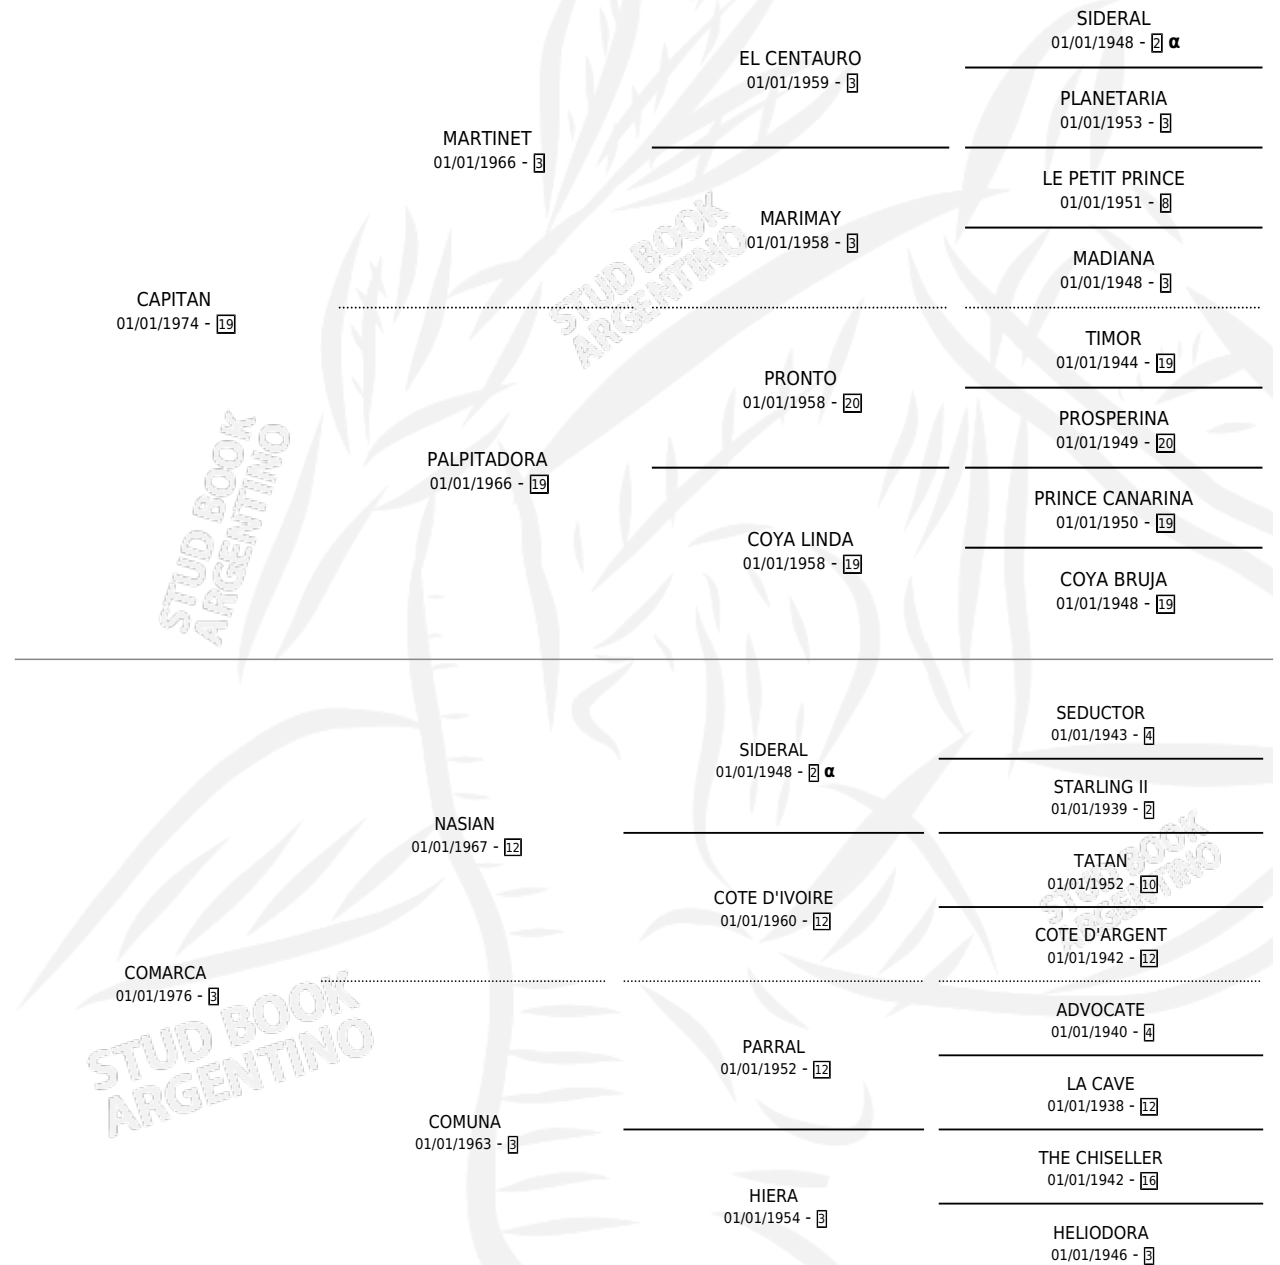 SIDERAL
01/01/1948 - 2 α
EL CENTAURO
01/01/1959 - 3
PLANETARIA
01/01/1953 - 3
MARTINET
01/01/1966 - 3
LE PETIT PRINCE
01/01/1951 - 8
MARIMAY
01/01/1958 - 3
MADIANA
01/01/1948 - 3
CAPITAN
01/01/1974 - 19
TIMOR
01/01/1944 - 19
PRONTO
01/01/1958 - 20
PROSPERINA
01/01/1949 - 20
PALPITADORA
01/01/1966 - 19
PRINCE CANARINA
01/01/1950 - 19
COYA LINDA
01/01/1958 - 19
COYA BRUJA
01/01/1948 - 19
SEDUCTOR
01/01/1943 - 4
SIDERAL
01/01/1948 - 2 α
STARLING II
01/01/1939 - 2
NASIAN
01/01/1967 - 12
TATAN
01/01/1952 - 10
COTE D'IVOIRE
01/01/1960 - 12
COTE D'ARGENT
01/01/1942 - 12
COMARCA
01/01/1976 - 3
ADVOCATE
01/01/1940 - 4
PARRAL
01/01/1952 - 12
LA CAVE
01/01/1938 - 12
COMUNA
01/01/1963 - 3
THE CHISELLER
01/01/1942 - 16
HIERA
01/01/1954 - 3
HELIODORA
01/01/1946 - 3
STUD BOOK
ARGENTINO
STUD BOOK
ARGENTINO
STUD BOOK
ARGENTINO
STUD BOOK
ARGENTINO